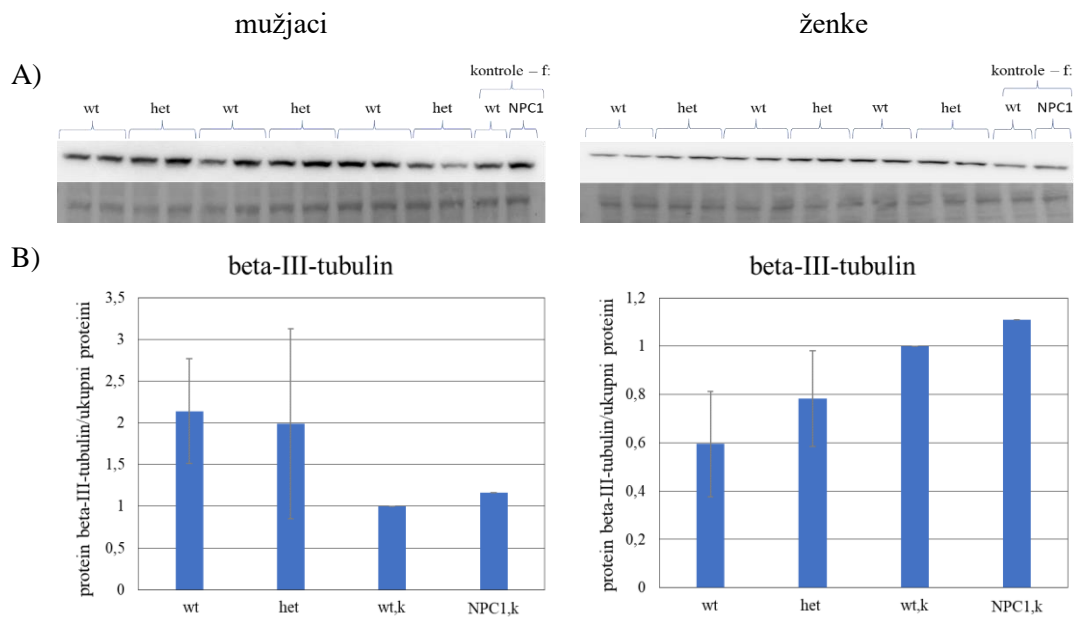 mužjaci ženke
A)
kontrole – f: kontrole – f:
wt het wt het wt het wt NPC1
wt het wt het wt het wt NPC1
B)
beta-III-tubulin
protein beta-III-tubulin/ukupni proteini
3,5
3
2,5
2
1,5
1
0,5
0
wt het wt,k NPC1,k
beta-III-tubulin
protein beta-III-tubulin/ukupni proteini
1,2
1
0,8
0,6
0,4
0,2
0
wt het wt,k NPC1,k